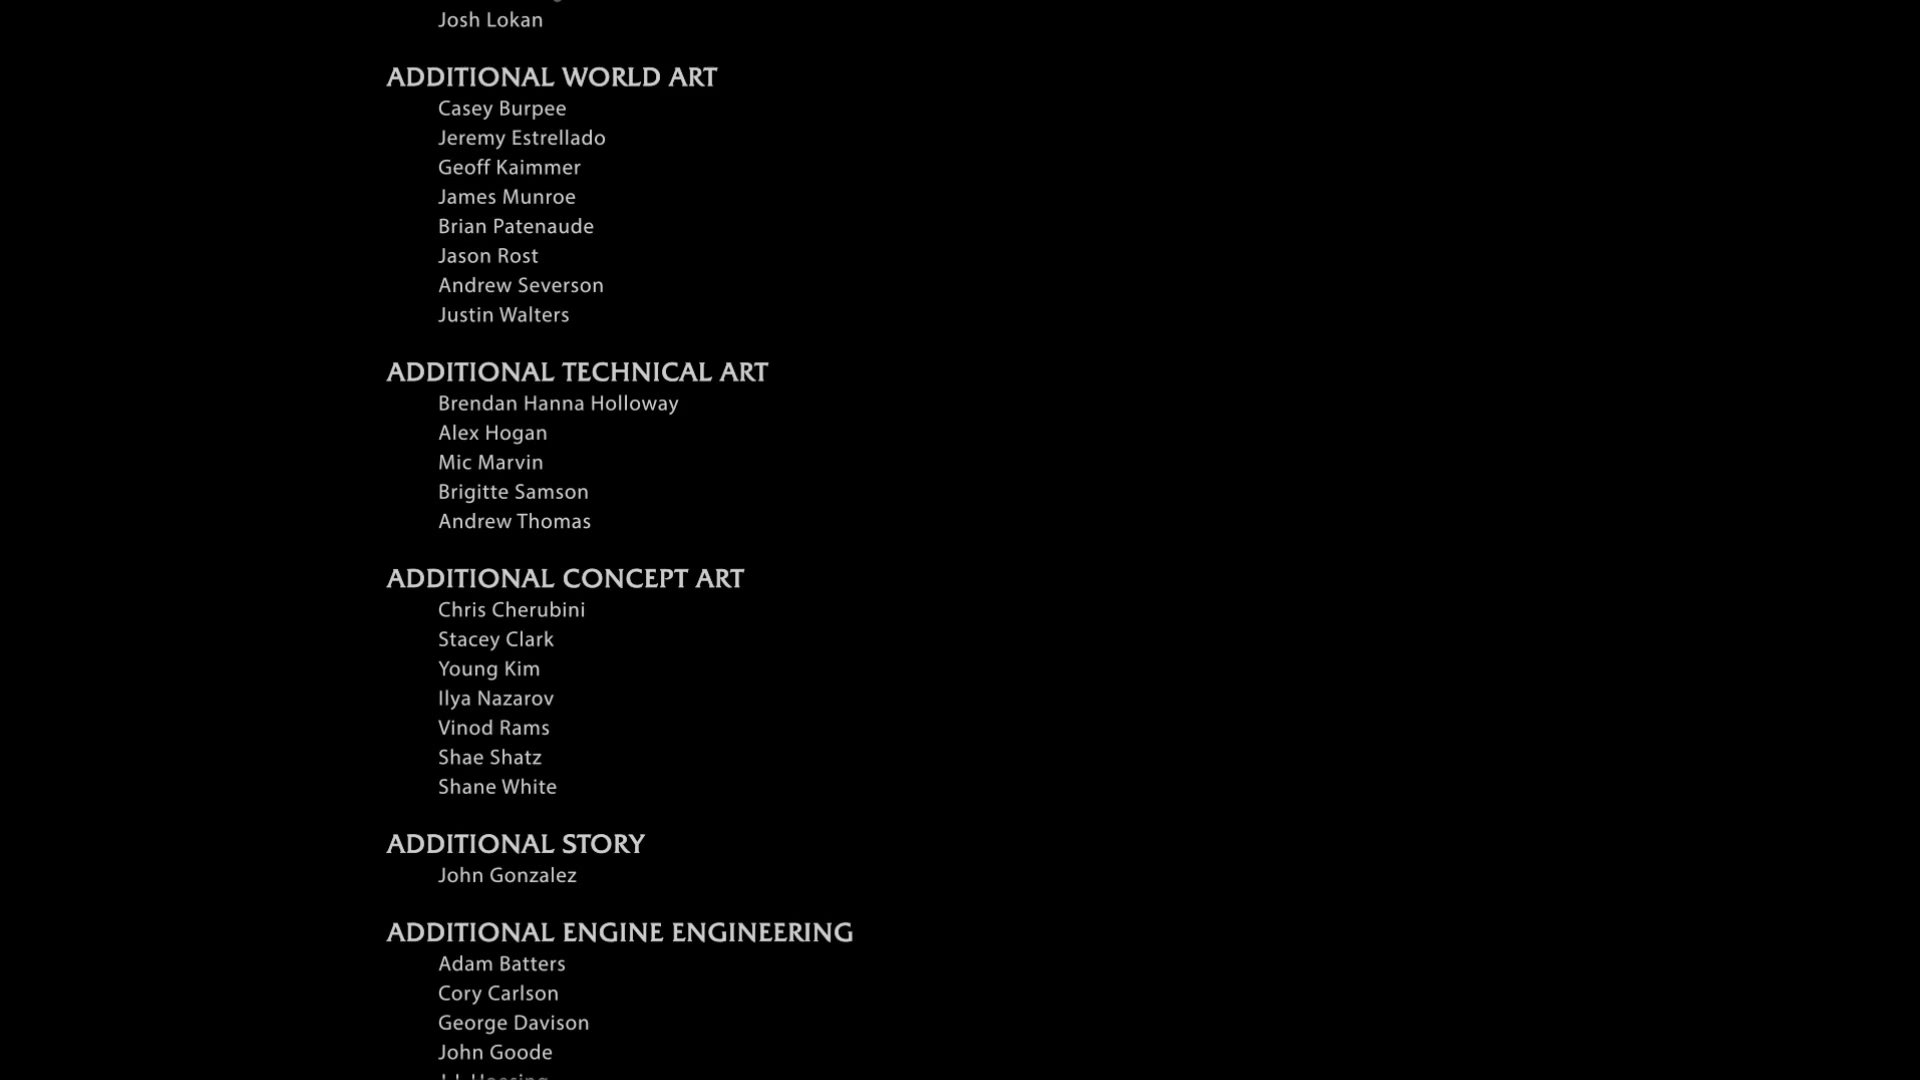 Josh Lokan
ADDITIONAL WORLD ART
Casey Burpee
Jeremy Estrellado
Geoff Kaimmer
James Munroe
Brian Patenaude
Jason Rost
Andrew Severson
Justin Walters
ADDITIONAL TECHNICAL ART
Brendan Hanna Holloway
Alex Hogan
Mic Marvin
Brigitte Samson
Andrew Thomas
ADDITIONAL CONCEPT ART
Chris Cherubini
Stacey Clark
Young Kim
Ilya Nazarov
Vinod Rams
Shae Shatz
Shane White
ADDITIONAL STORY
John Gonzalez
ADDITIONAL ENGINE ENGINEERING
Adam Batters
Cory Carlson
George Davison
John Goode